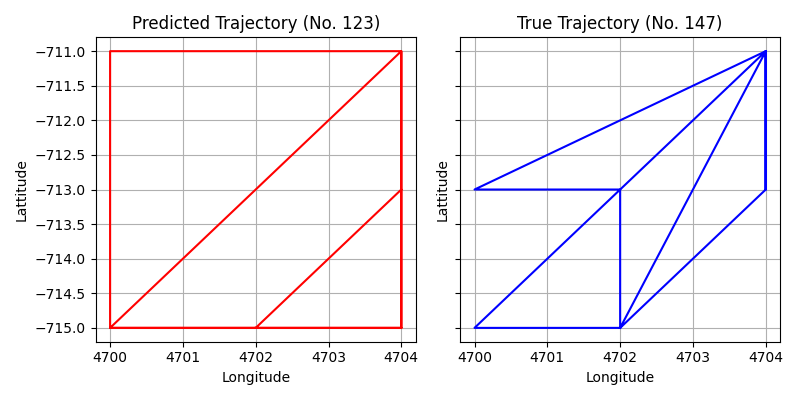 Predicted Trajectory (No. 123)
True Trajectory (No. 147)
−711.0
−711.5
−712.0
−712.5
−713.0
−713.5
−714.0
−714.5
−715.0
Lattitude
Lattitude
4700 4701 4702 4703 4704
4700 4701 4702 4703 4704
Longitude
Longitude